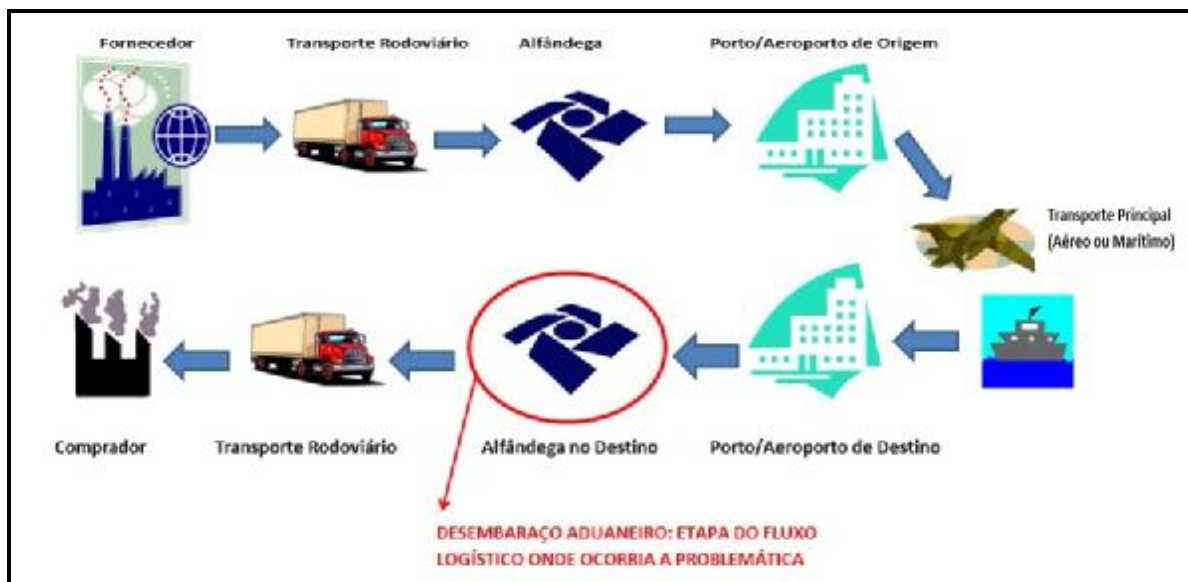 Fornecedor
Transporte Rodoviário
Alfândega
Porto/Aeroporto de Origem
Transporte Principal
(Aéreo ou Marítimo)
Comprador
Transporte Rodoviário
Alfândega no Destino
Porto/Aeroporto de Destino
DESEMBARAÇO ADUANEIRO: ETAPA DO FLUXO
LOGÍSTICO ONDE OCORRIA A PROBLEMÁTICA